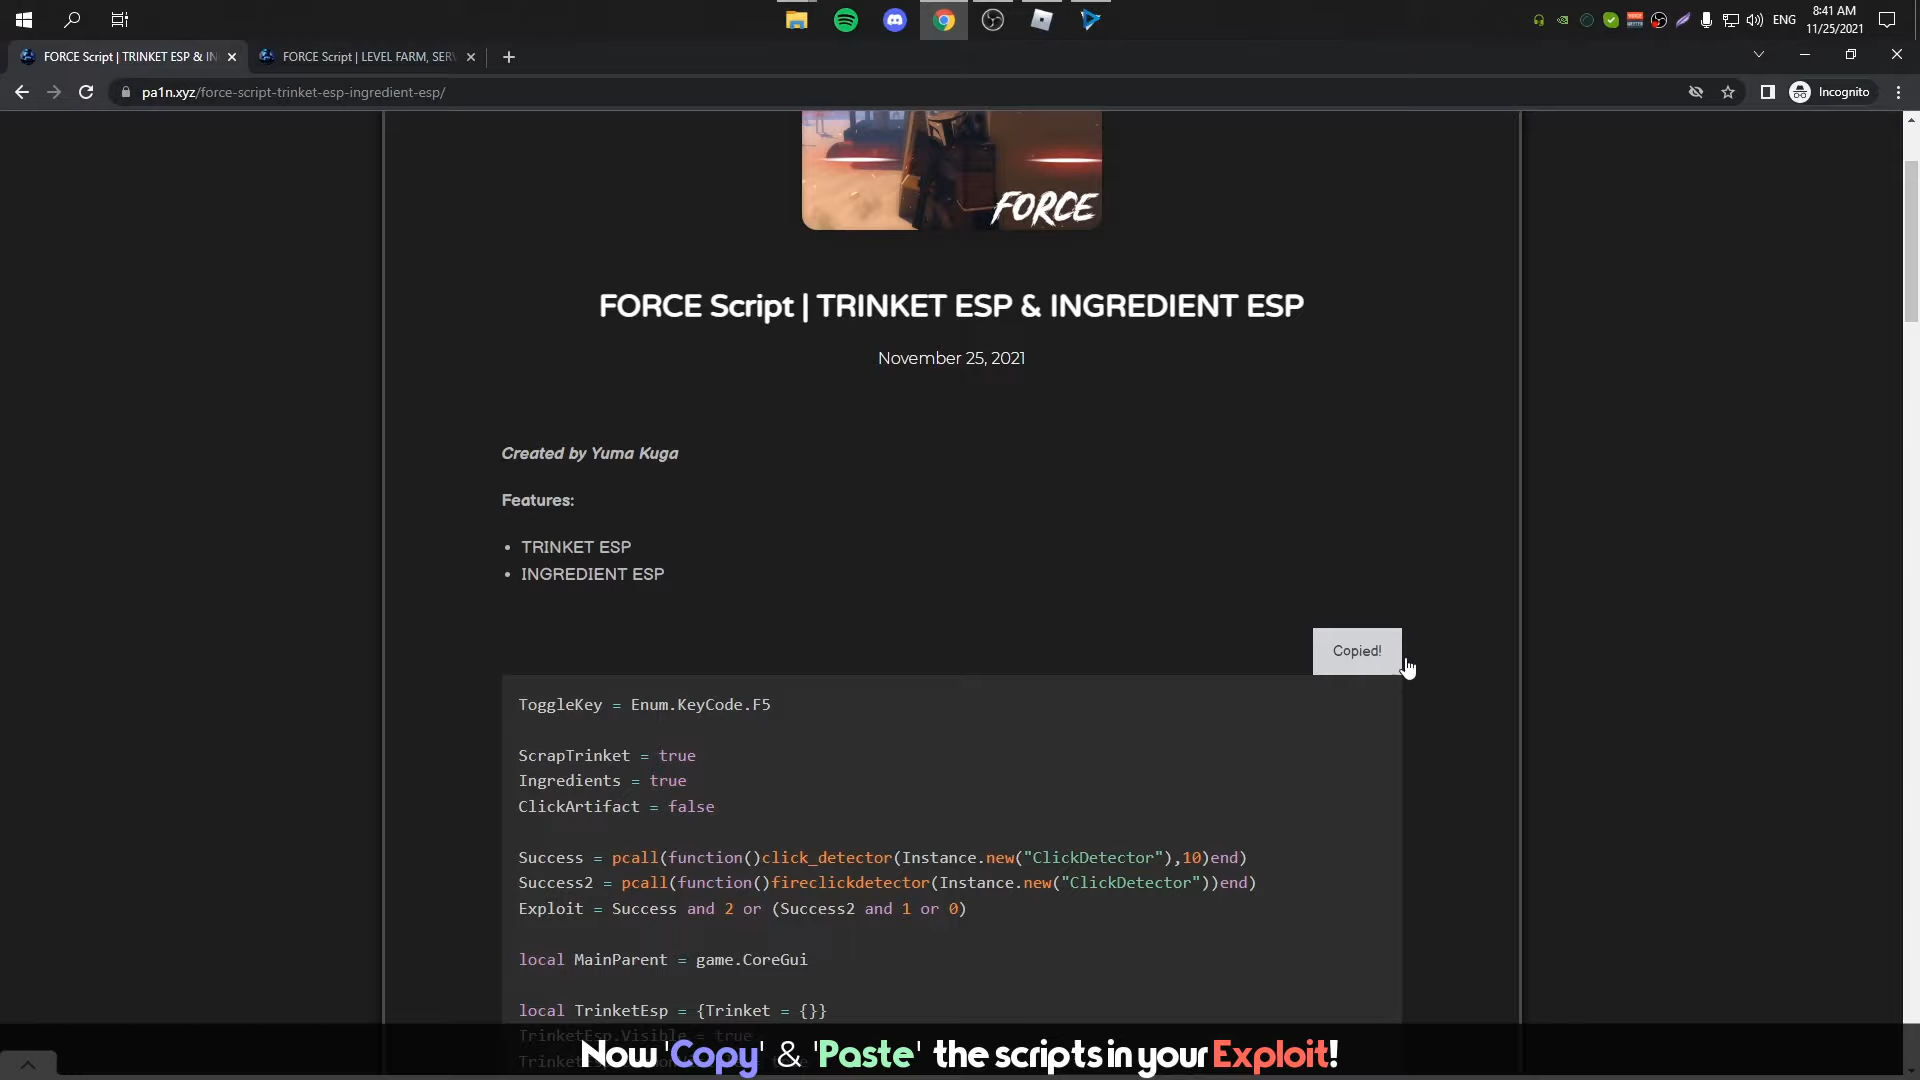 8:41 AM
ENG
11/25/2021
FORCE Script | TRINKET ESP & IN
FORCE Script | LEVEL FARM, SERV
pa1n.xyz/force-script-trinket-esp-ingredient-esp/
Incognito
FORCE
FORCE Script | TRINKET ESP & INGREDIENT ESP
November 25, 2021
Created by Yuma Kuga
Features:
• TRINKET ESP
• INGREDIENT ESP
Copied!
ToggleKey = Enum.KeyCode.F5
ScrapTrinket = true
Ingredients = true
ClickArtifact = false
Success = pcall(function()click_detector(Instance.new("ClickDetector"),10)end)
Success2 = pcall(function()fireclickdetector(Instance.new("ClickDetector"))end)
Exploit = Success and 2 or (Success2 and 1 or 0)
local MainParent = game.CoreGui
local TrinketEsp = {Trinket = {}}
TrinketEsp.Visible = true
Now 'Copy' & 'Paste' the scripts in your Exploit!